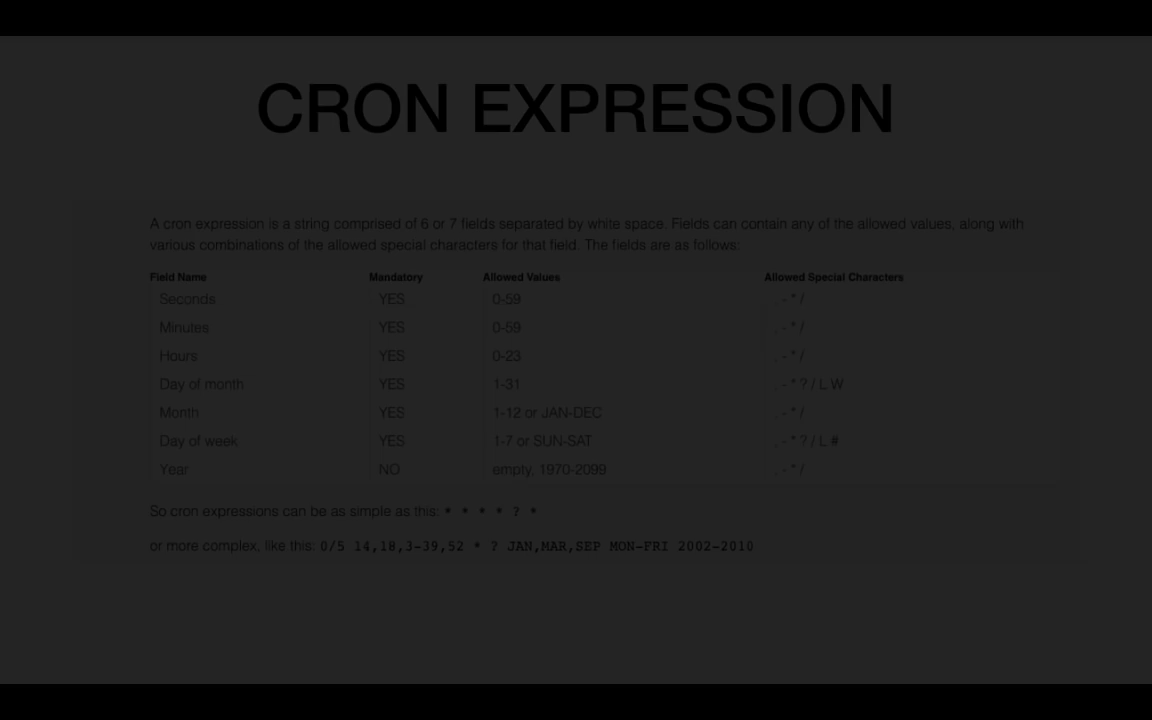 CRON EXPRESSION
A cron expression is a string comprised of 6 or 7 fields separated by white space. Fields can contain any of the allowed values, along with
various combinations of the allowed special characters for that field. The fields are as follows:
Field Name Mandatory Allowed Values Allowed Special Characters
Seconds YES 0-59 , - * /
Minutes YES 0-59 , - * /
Hours YES 0-23 , - * /
Day of month YES 1-31 , - * ? / L W
Month YES 1-12 or JAN-DEC , - * /
Day of week YES 1-7 or SUN-SAT , - * ? / L #
Year NO empty, 1970-2099 , - * /
So cron expressions can be as simple as this: * * * * ? *
or more complex, like this: 0/5 14,18,3-39,52 * ? JAN,MAR,SEP MON-FRI 2002-2010